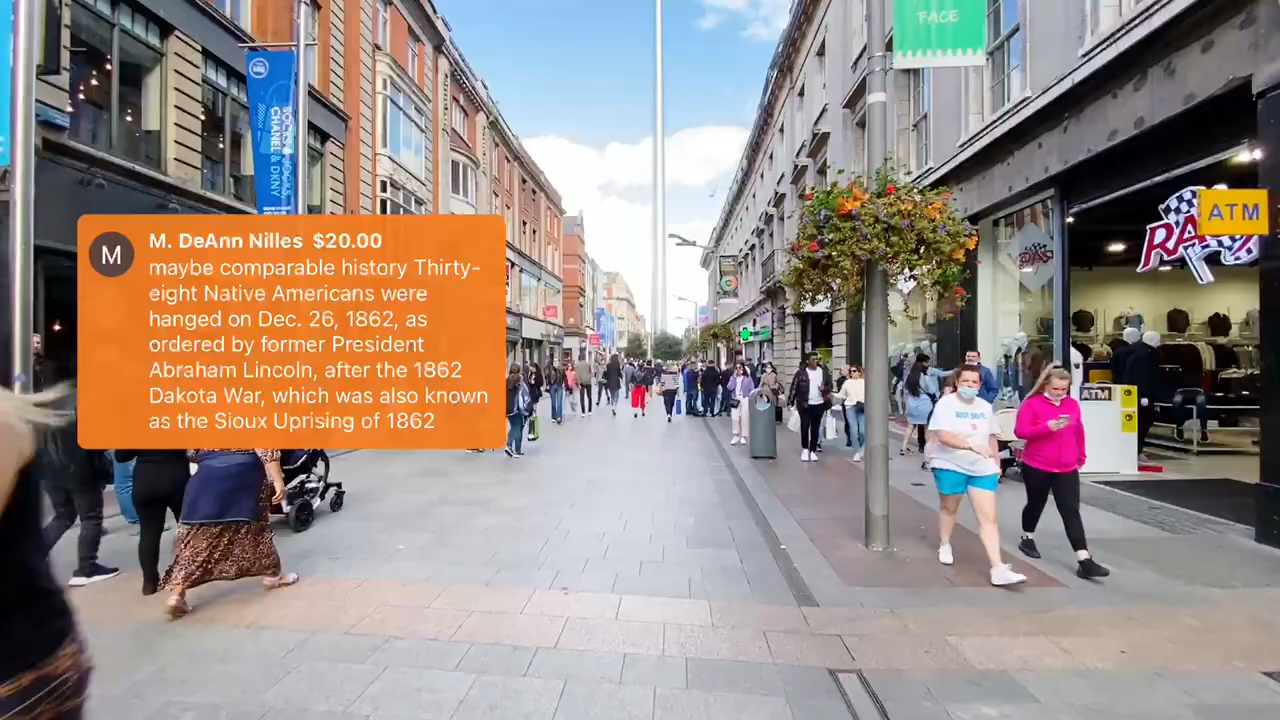 FACE
SOCKS & JOCKS
CHANEL & DKNY
M. DeAnn Nilles $20.00
M
maybe comparable history Thirty-
eight Native Americans were
hanged on Dec. 26, 1862, as
ordered by former President
Abraham Lincoln, after the 1862
Dakota War, which was also known
as the Sioux Uprising of 1862
ATM
ATM